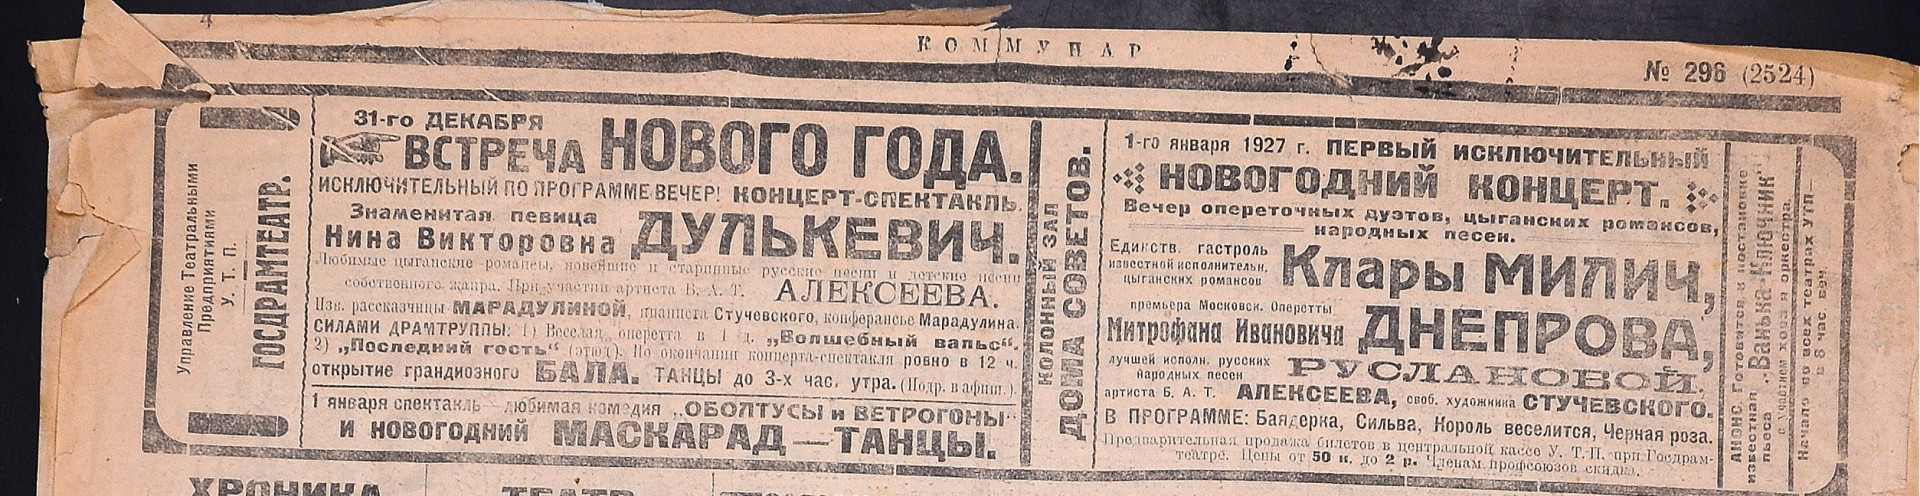 4
КОММУНАР
№ 296 (2524)
Управление Театральными
Предприятиями
У. Т. П.
ГОСДРАМТЕАТР.
31-го ДЕКАБРЯ
ВСТРЕЧА НОВОГО ГОДА.
ИСКЛЮЧИТЕЛЬНЫЙ ПО ПРОГРАММЕ ВЕЧЕР! КОНЦЕРТ-СПЕКТАКЛЬ.
Знаменитая певица
Нина Викторовна ДУЛЬКЕВИЧ.
Любимые цыганские романсы, новейшие и старинные русские песни и детские песни
собственного жанра. При участии артиста Б. А. Т. АЛЕКСЕЕВА.
Изв. рассказчицы МАРАДУЛИНОЙ, пианиста Стучевского, конферансье Марадулина.
СИЛАМИ ДРАМТРУППЫ: 1) Веселая оперетта в 1 д. „Волшебный вальс".
2) „Последний гость" (этюд). По окончании концерта-спектакля ровно в 12 ч.
открытие грандиозного БАЛА. ТАНЦЫ до 3-х час. утра. (Подр. в афиш.).
1 января спектакль—любимая комедия „ОБОЛТУСЫ и ВЕТРОГОНЫ"
и новогодний МАСКАРАД—ТАНЦЫ.
КОЛОННЫЙ ЗАЛ
ДОМА СОВЕТОВ.
1-го января 1927 г. ПЕРВЫЙ ИСКЛЮЧИТЕЛЬНЫЙ
НОВОГОДНИЙ КОНЦЕРТ.
Вечер опереточных дуэтов, цыганских романсов,
народных песен.
Единств. гастроль
известной исполнительн.
цыганских романсов
Клары МИЛИЧ,
премьера Московск. Оперетты
Митрофана Ивановича ДНЕПРОВА,
лучшей исполн. русских
народных песен
РУСЛАНОВОЙ,
артиста Б. А. Т. АЛЕКСЕЕВА, своб. художника СТУЧЕВСКОГО.
В ПРОГРАММЕ: Баядерка, Сильва, Король веселится, Черная роза.
Предварительная продажа билетов в центральной кассе У. Т. П. при Госдрам-
театре. Цены от 50 к. до 2 р. Членам профсоюзов скидка.
АНОНС Готовится к постановке
известная пьеса „Ванька-Ключник"
с участием хора и оркестра.
Начало во всех театрах УТП—
в 8 час веч.
ХРОНИКА
ТЕАТР